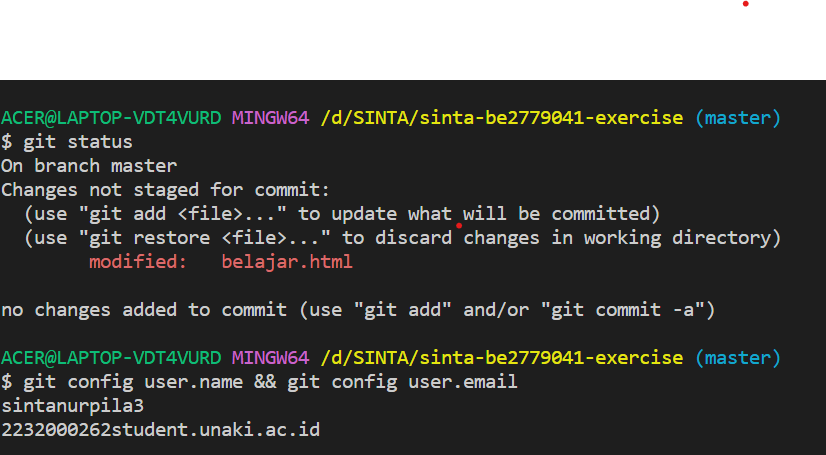 ACER@LAPTOP-VDT4VURD MINGW64 /d/SINTA/sinta-be2779041-exercise (master)
$ git status
On branch master
Changes not staged for commit:
  (use "git add <file>..." to update what will be committed)
  (use "git restore <file>..." to discard changes in working directory)
        modified:   belajar.html

no changes added to commit (use "git add" and/or "git commit -a")

ACER@LAPTOP-VDT4VURD MINGW64 /d/SINTA/sinta-be2779041-exercise (master)
$ git config user.name && git config user.email
sintanurpila3
2232000262student.unaki.ac.id